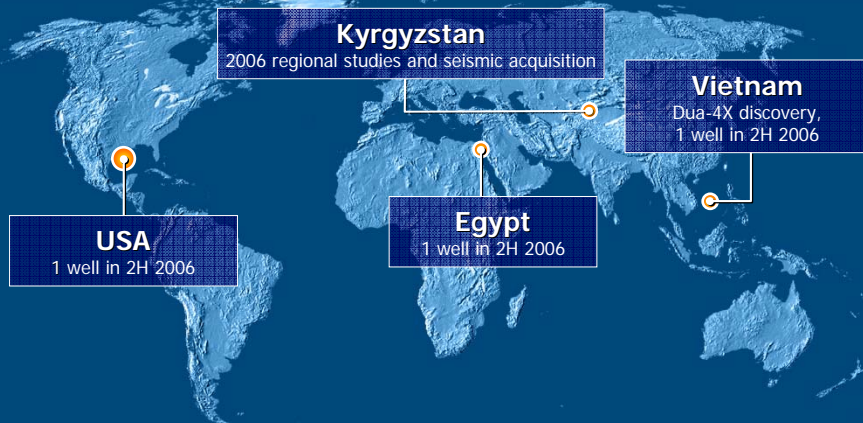 Kyrgyzstan
2006 regional studies and seismic acquisition
Vietnam
Dua-4X discovery,
1 well in 2H 2006
USA
1 well in 2H 2006
Egypt
1 well in 2H 2006